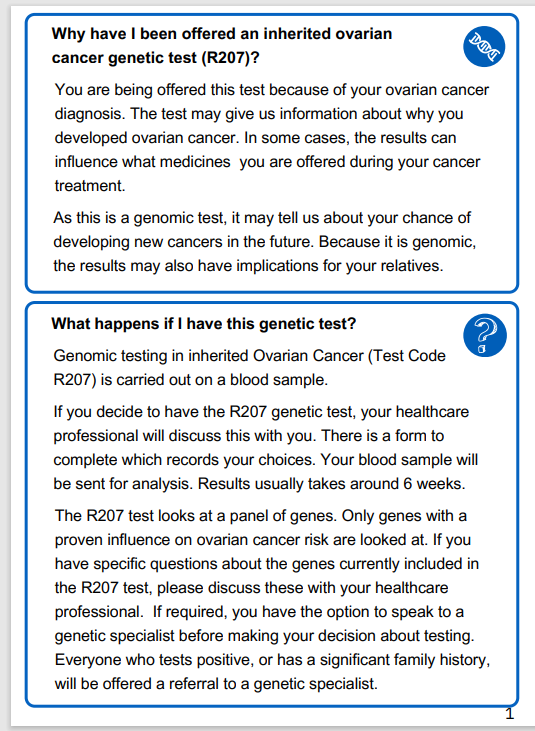 Why have I been offered an inherited ovarian
cancer genetic test (R207)?
You are being offered this test because of your ovarian cancer
diagnosis. The test may give us information about why you
developed ovarian cancer. In some cases, the results can
influence what medicines  you are offered during your cancer
treatment.
As this is a genomic test, it may tell us about your chance of
developing new cancers in the future. Because it is genomic,
the results may also have implications for your relatives.
What happens if I have this genetic test?
?
Genomic testing in inherited Ovarian Cancer (Test Code
R207) is carried out on a blood sample.
If you decide to have the R207 genetic test, your healthcare
professional will discuss this with you. There is a form to
complete which records your choices. Your blood sample will
be sent for analysis. Results usually takes around 6 weeks.
The R207 test looks at a panel of genes. Only genes with a
proven influence on ovarian cancer risk are looked at. If you
have specific questions about the genes currently included in
the R207 test, please discuss these with your healthcare
professional.  If required, you have the option to speak to a
genetic specialist before making your decision about testing.
Everyone who tests positive, or has a significant family history,
will be offered a referral to a genetic specialist.
1